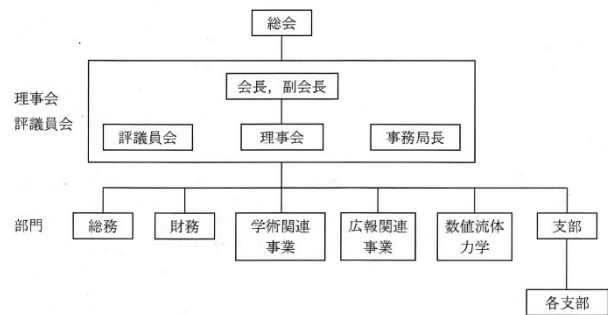 総会
会長，副会長
理事会
評議員会
評議員会
理事会
事務局長
部門
総務
財務
学術関連
事業
広報関連
事業
数値流体
力学
支部
各支部